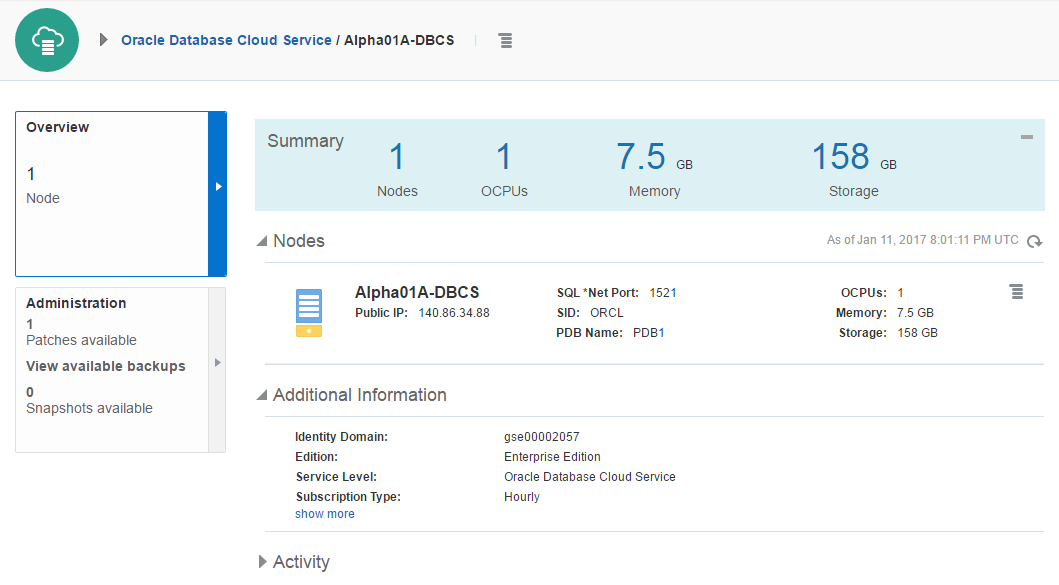 Oracle Database Cloud Service / Alpha01A-DBCS
Overview
1
Node
Administration
1
Patches available
View available backups
0
Snapshots available
Summary
1
Nodes
1
OCPUs
7.5 GB
Memory
158 GB
Storage
Nodes
As of Jan 11, 2017 8:01:11 PM UTC
Alpha01A-DBCS
Public IP: 140.86.34.88
SQL *Net Port: 1521
SID: ORCL
PDB Name: PDB1
OCPUs: 1
Memory: 7.5 GB
Storage: 158 GB
Additional Information
Identity Domain: gse00002057
Edition: Enterprise Edition
Service Level: Oracle Database Cloud Service
Subscription Type: Hourly
show more
Activity